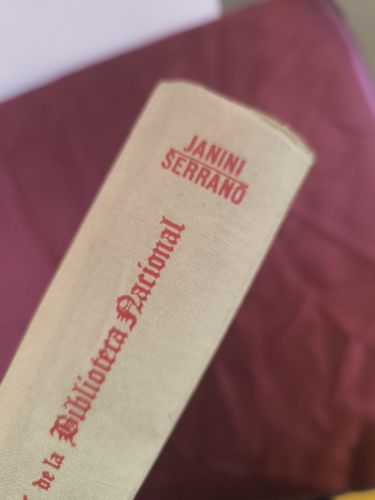 JANINI
SERRANO
de la Biblioteca Nacional